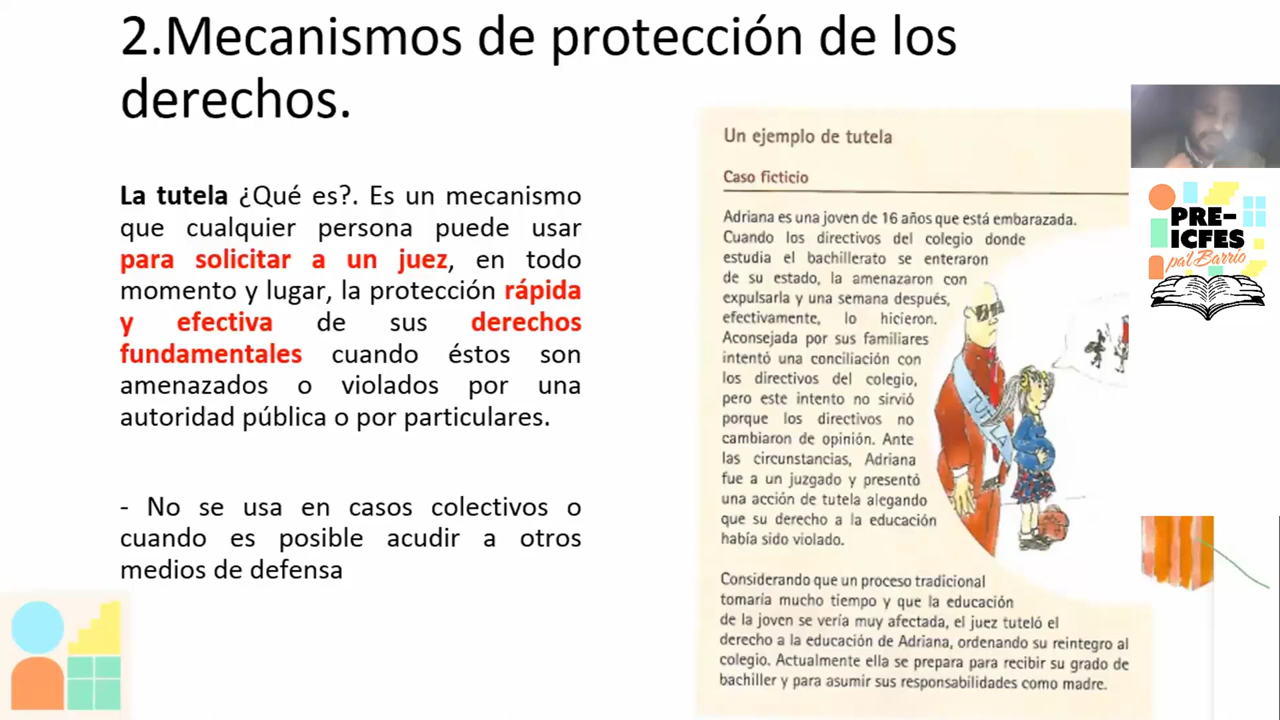 2.Mecanismos de protección de los
derechos.
La tutela ¿Qué es?. Es un mecanismo
que cualquier persona puede usar
para solicitar a un juez, en todo
momento y lugar, la protección rápida
y efectiva de sus derechos
fundamentales cuando éstos son
amenazados o violados por una
autoridad pública o por particulares.
- No se usa en casos colectivos o
cuando es posible acudir a otros
medios de defensa
Un ejemplo de tutela
Caso ficticio
Adriana es una joven de 16 años que está embarazada.
Cuando los directivos del colegio donde
estudia el bachillerato se enteraron
de su estado, la amenazaron con
expulsarla y una semana después,
efectivamente, lo hicieron.
Aconsejada por sus familiares
intentó una conciliación con
los directivos del colegio,
pero este intento no sirvió
porque los directivos no
cambiaron de opinión. Ante
las circunstancias, Adriana
fue a un juzgado y presentó
una acción de tutela alegando
que su derecho a la educación
había sido violado.
Considerando que un proceso tradicional
tomaría mucho tiempo y que la educación
de la joven se vería muy afectada, el juez tuteló el
derecho a la educación de Adriana, ordenando su reintegro al
colegio. Actualmente ella se prepara para recibir su grado de
bachiller y para asumir sus responsabilidades como madre.
TUTELA
PRE-
ICFES
pa'l Barrio